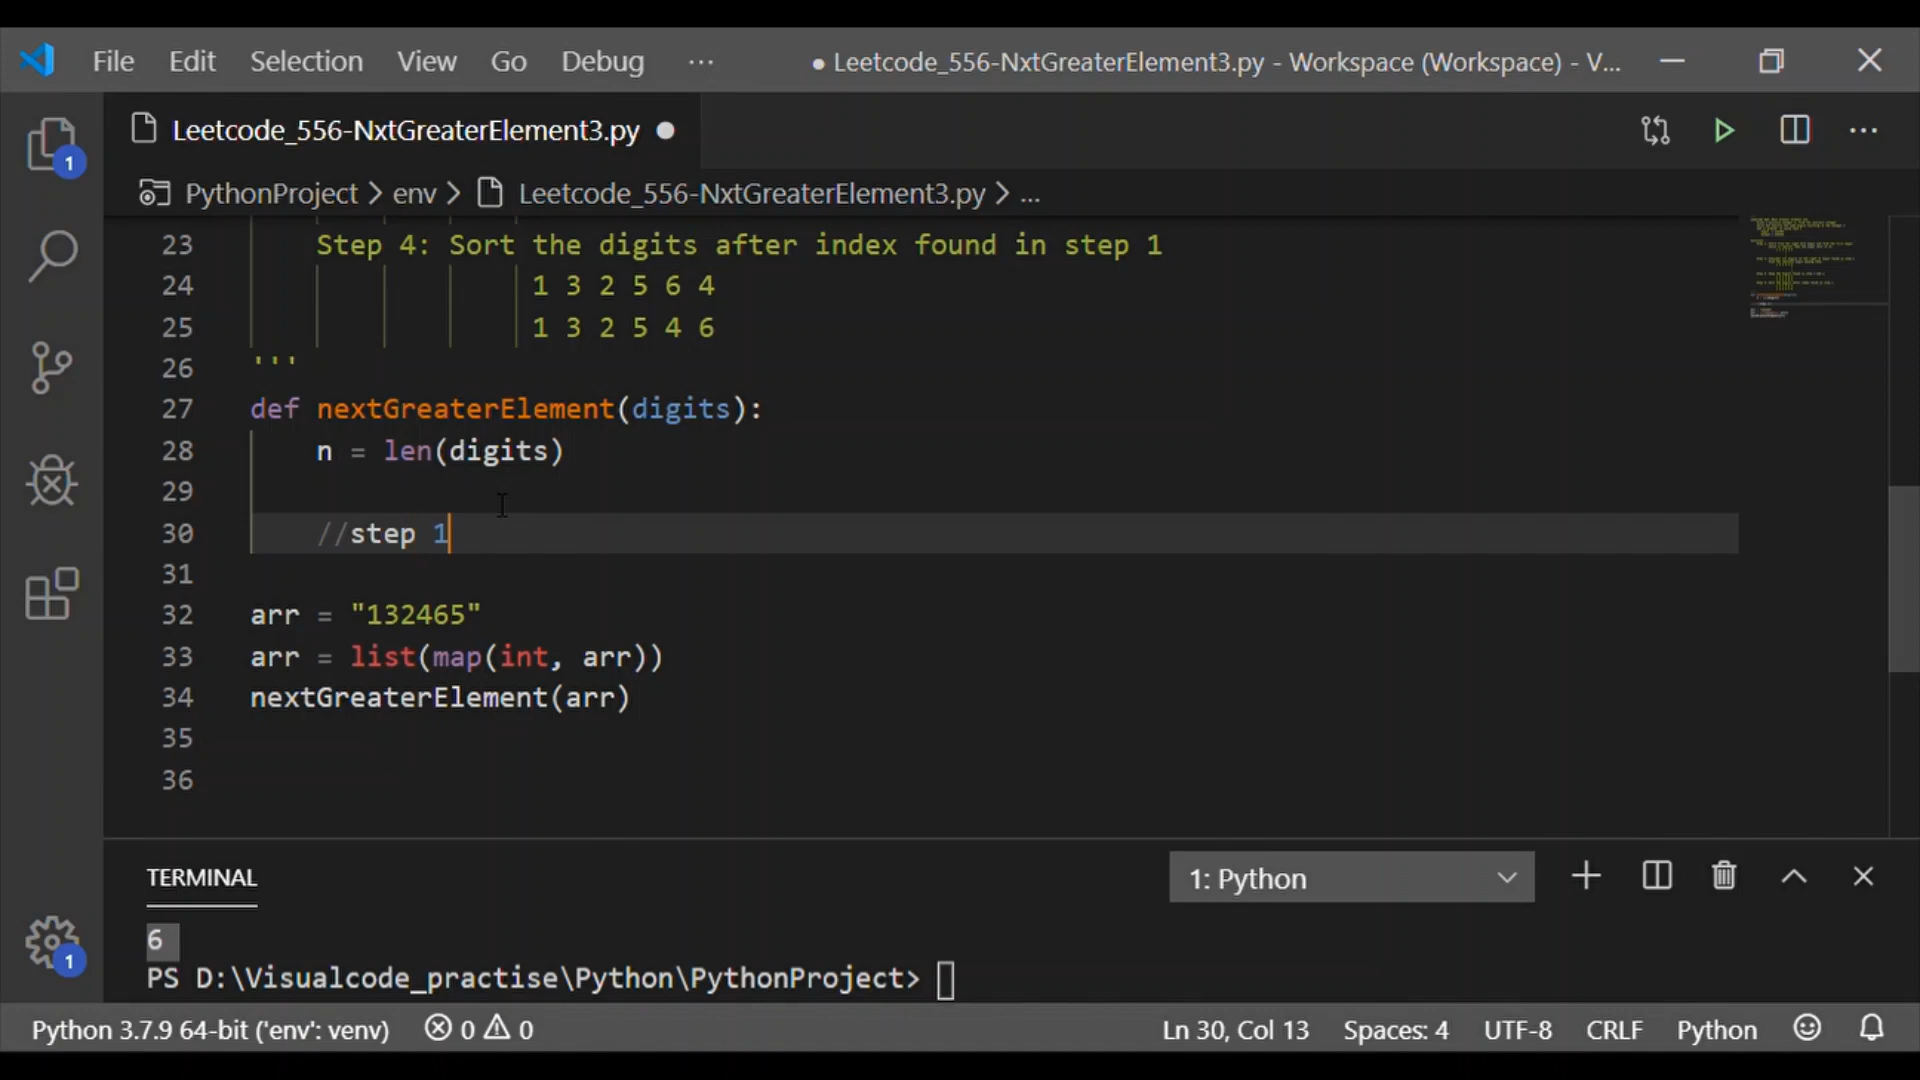 File Edit Selection View Go Debug ··· ● Leetcode_556-NxtGreaterElement3.py - Workspace (Workspace) - V...
Leetcode_556-NxtGreaterElement3.py
1
PythonProject > env > Leetcode_556-NxtGreaterElement3.py > ...
23 Step 4: Sort the digits after index found in step 1
24 1 3 2 5 6 4
25 1 3 2 5 4 6
26 '''
27 def nextGreaterElement(digits):
28 n = len(digits)
29
30 //step 1
31
32 arr = "132465"
33 arr = list(map(int, arr))
34 nextGreaterElement(arr)
35
36
TERMINAL 1: Python
6
1
PS D:\Visualcode_practise\Python\PythonProject>
Python 3.7.9 64-bit ('env': venv) 0 0 Ln 30, Col 13 Spaces: 4 UTF-8 CRLF Python